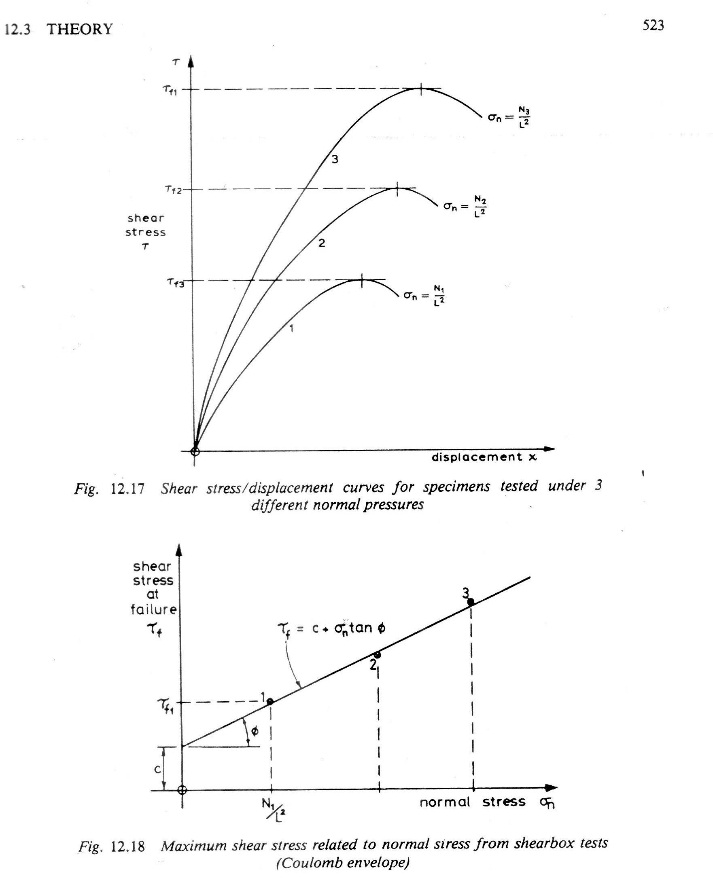 12.3 THEORY
523
τ
τf1
σn = N3/L²
3
τf2
σn = N2/L²
shear
stress
τ
2
τf3
σn = N1/L²
1
displacement x
Fig. 12.17 Shear stress/displacement curves for specimens tested under 3
different normal pressures
shear
stress
at
failure
τf
3
τf = c + σn tan ϕ
2
τf1
1
ϕ
c
N1/L²
normal stress σn
Fig. 12.18 Maximum shear stress related to normal stress from shearbox tests
(Coulomb envelope)